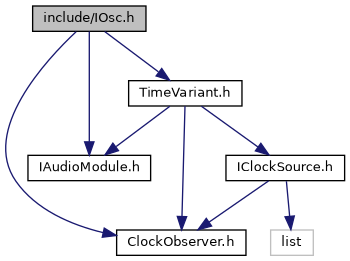 include/IOsc.h
TimeVariant.h
IAudioModule.h
IClockSource.h
ClockObserver.h
list